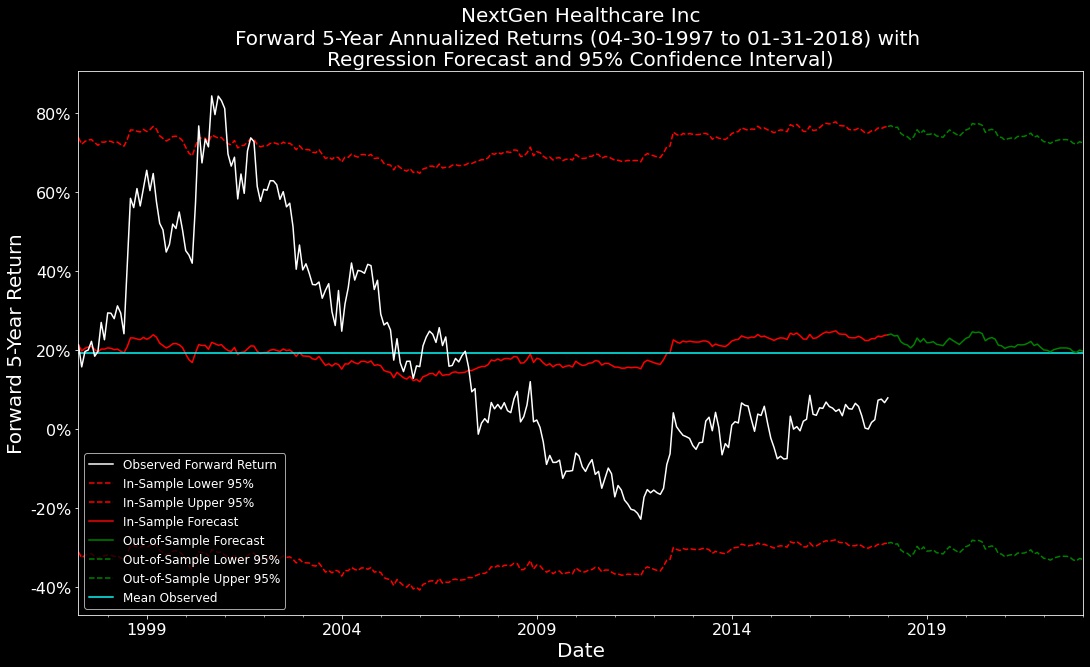 NextGen Healthcare Inc
Forward 5-Year Annualized Returns (04-30-1997 to 01-31-2018) with
Regression Forecast and 95% Confidence Interval)
Forward 5-Year Return
80%
60%
40%
20%
0%
-20%
-40%
Observed Forward Return
In-Sample Lower 95%
In-Sample Upper 95%
In-Sample Forecast
Out-of-Sample Forecast
Out-of-Sample Lower 95%
Out-of-Sample Upper 95%
Mean Observed
1999 2004 2009 2014 2019
Date